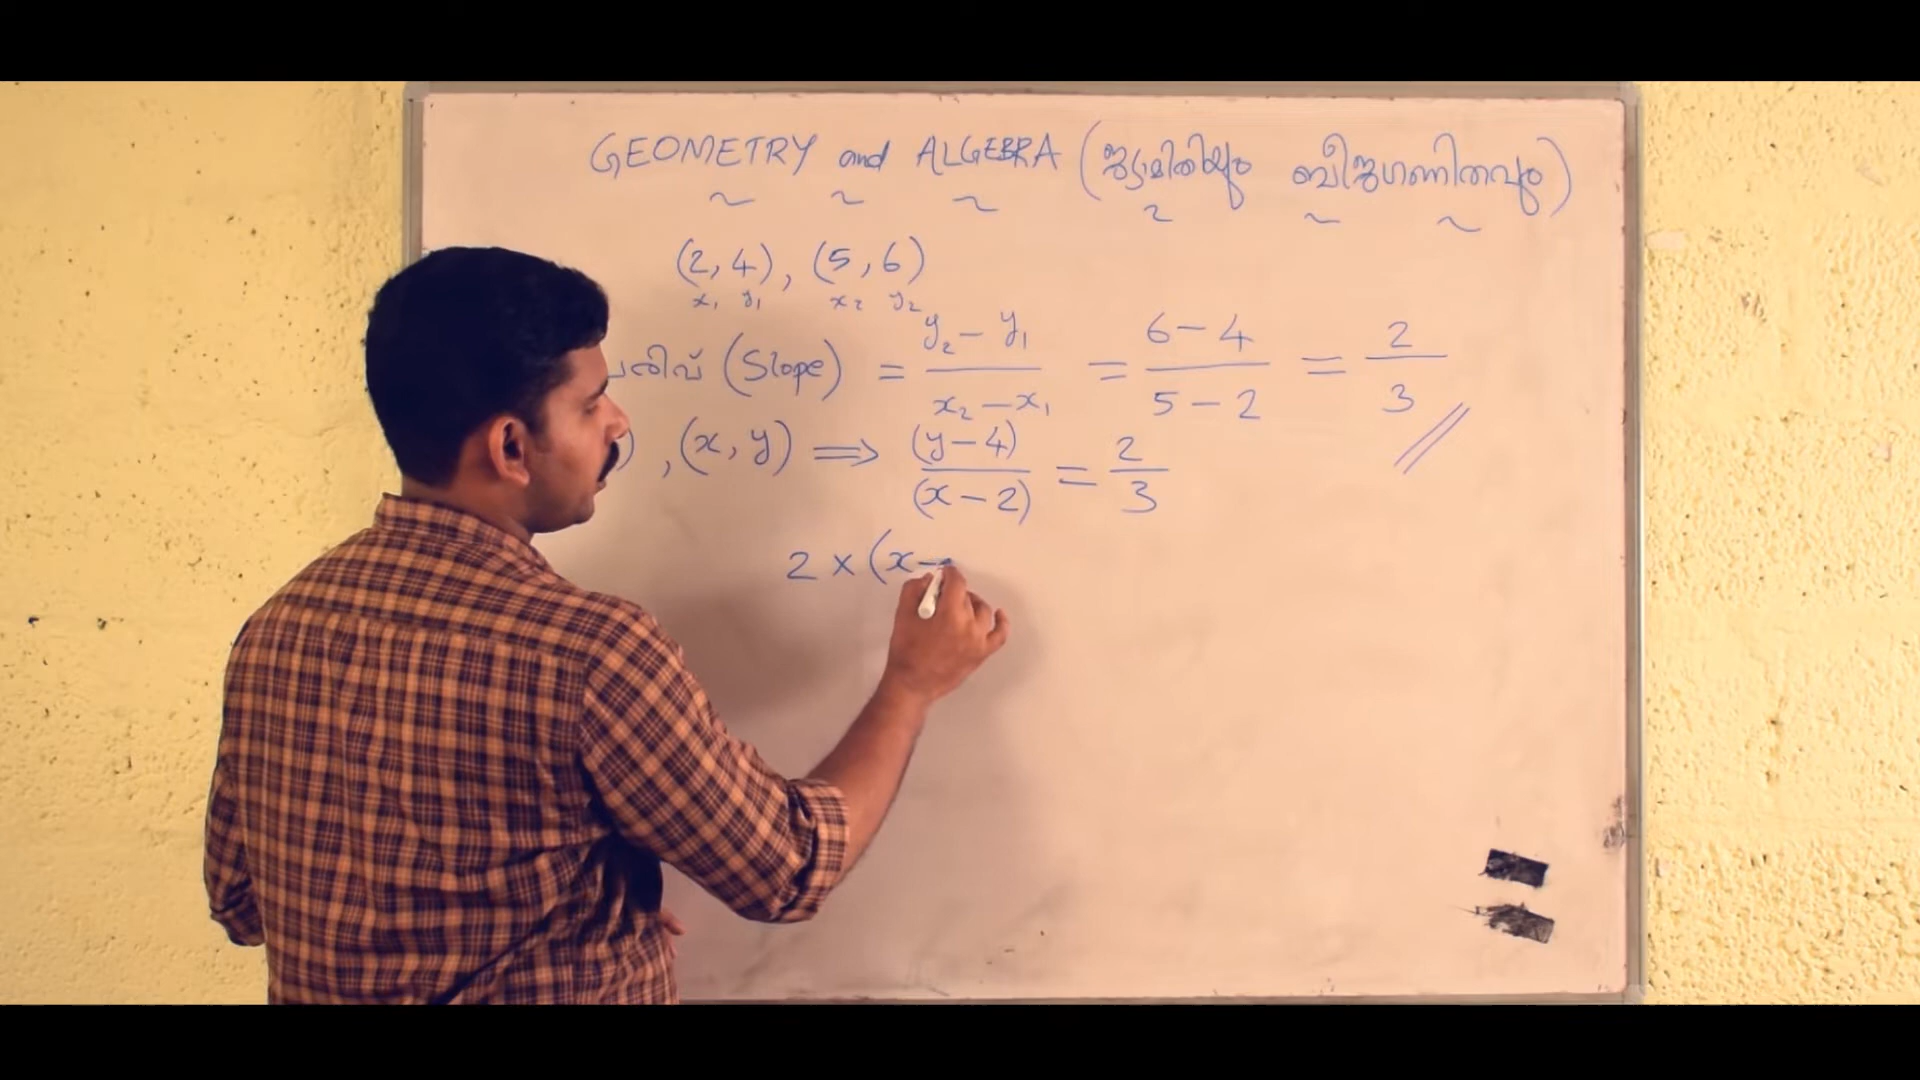 GEOMETRY and ALGEBRA (ജ്യാമിതിയും ബീജഗണിതവും)
(2, 4), (5, 6)
x₁ y₁ x₂ y₂
(Slope) = y₂ - y₁ / x₂ - x₁ = 6 - 4 / 5 - 2 = 2 / 3
), (x, y) ⟹ (y - 4) / (x - 2) = 2 / 3
2 × (x -